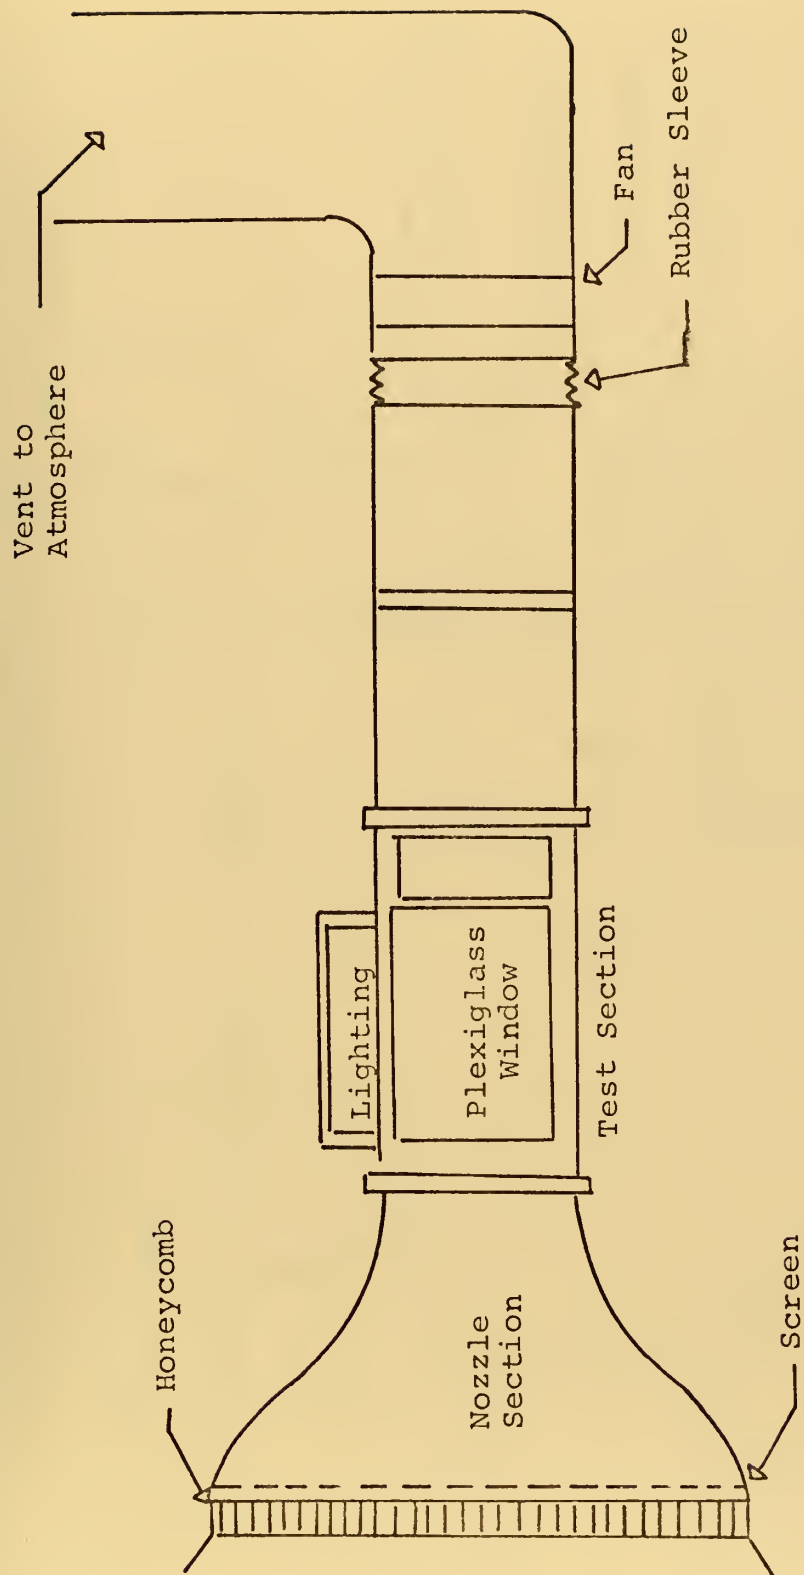 Vent to
Atmosphere
Fan
Rubber Sleeve
Lighting
Plexiglass
Window
Test Section
Honeycomb
Nozzle
Section
Screen